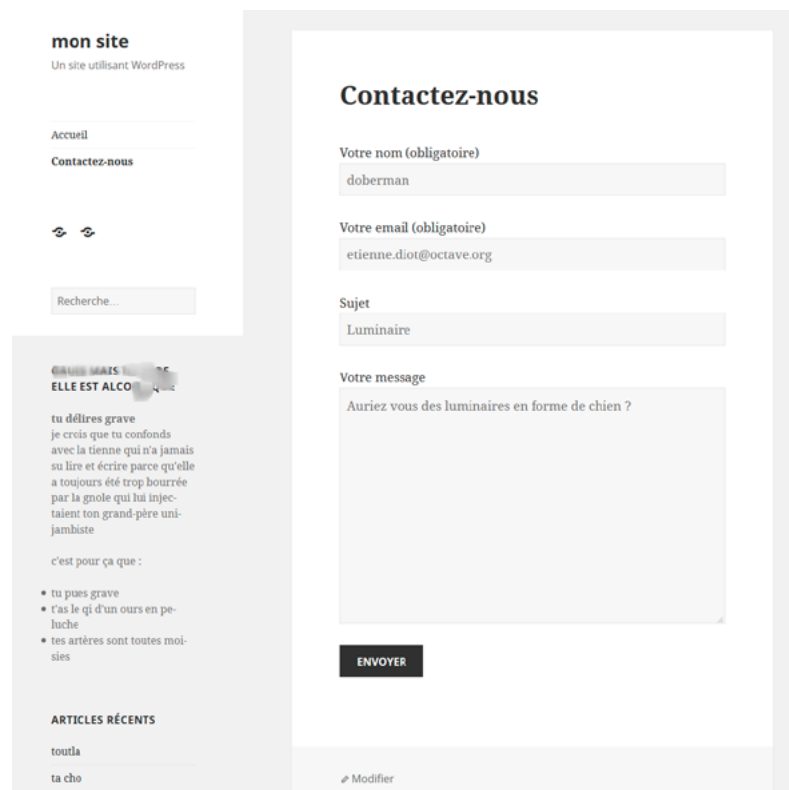 mon site
Un site utilisant WordPress
Accueil
Contactez-nous
Recherche…
MAIS
ELLE EST
tu délires grave
je crois que tu confonds
avec la tienne qui n'a jamais
su lire et écrire parce qu'elle
a toujours été trop bourrée
par la gnole qui lui injec-
taient ton grand-père uni-
jambiste
c'est pour ça que :
tu pues grave
t'as le qi d'un ours en pe-
luche
tes artères sont toutes moi-
sies
ARTICLES RÉCENTS
toutla
ta cho
Contactez-nous
Votre nom (obligatoire)
doberman
Votre email (obligatoire)
etienne.diot@octave.org
Sujet
Luminaire
Votre message
Auriez vous des luminaires en forme de chien ?
ENVOYER
Modifier